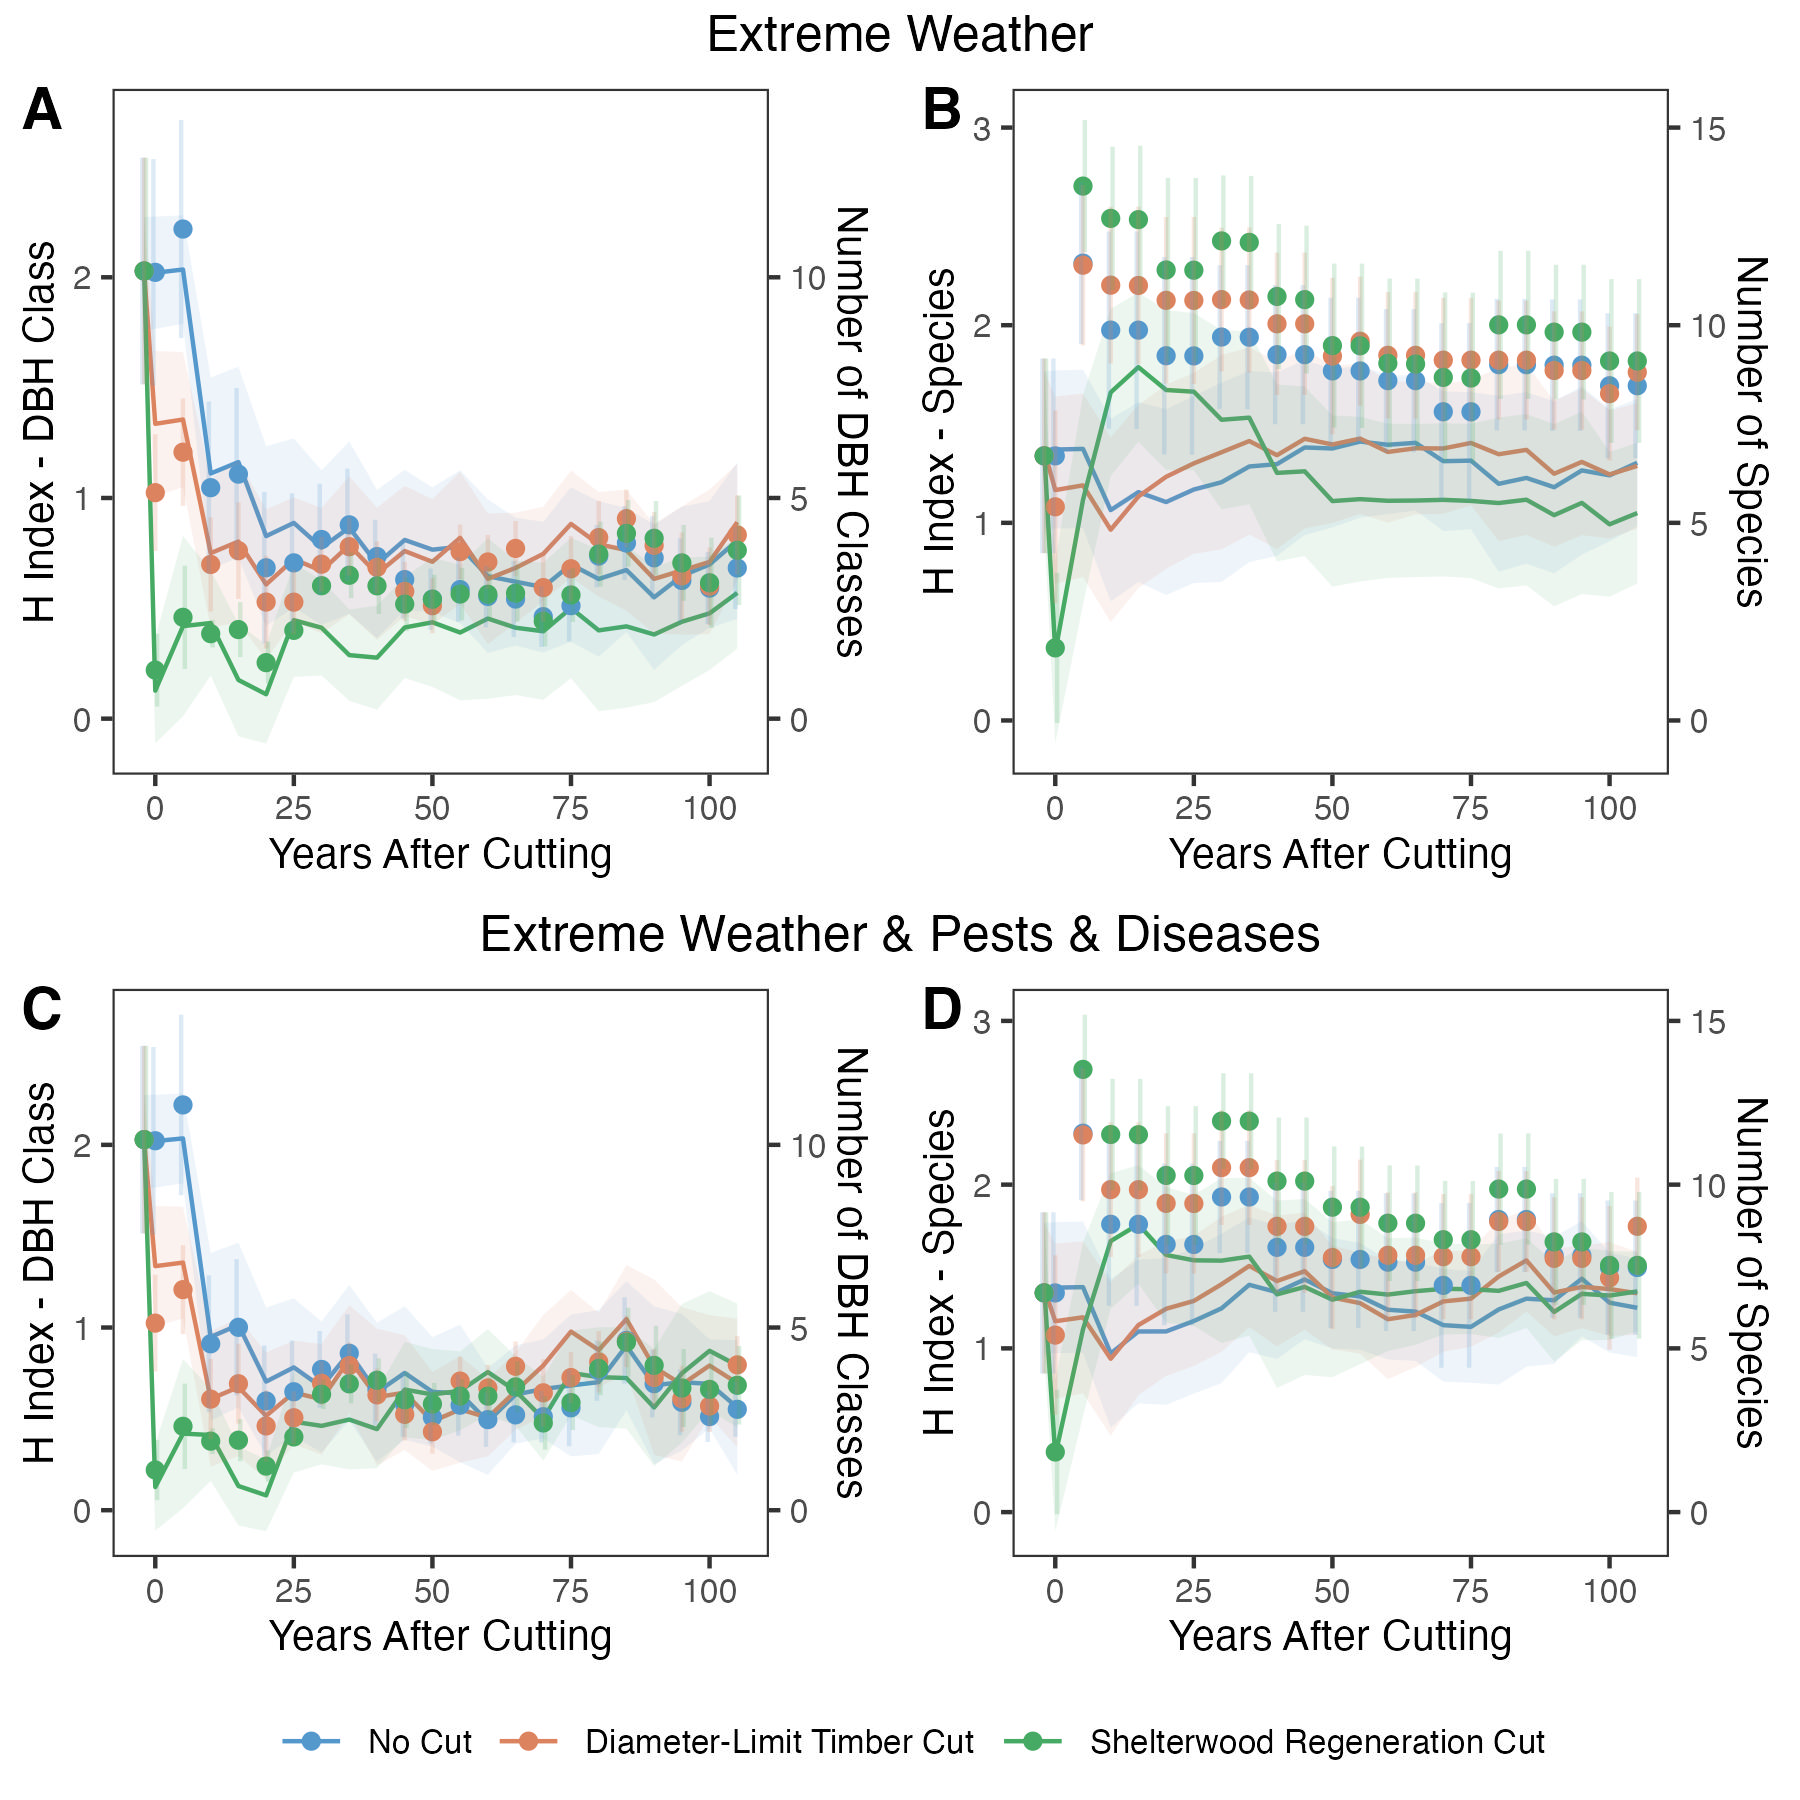 Extreme Weather
A
B
H Index - DBH Class
2
1
0
10
5
0
Number of DBH Classes
H Index - Species
3
2
1
0
15
10
5
0
Number of Species
0 25 50 75 100
Years After Cutting
0 25 50 75 100
Years After Cutting
Extreme Weather & Pests & Diseases
C
D
H Index - DBH Class
2
1
0
10
5
0
Number of DBH Classes
H Index - Species
3
2
1
0
15
10
5
0
Number of Species
0 25 50 75 100
Years After Cutting
0 25 50 75 100
Years After Cutting
No Cut Diameter-Limit Timber Cut Shelterwood Regeneration Cut